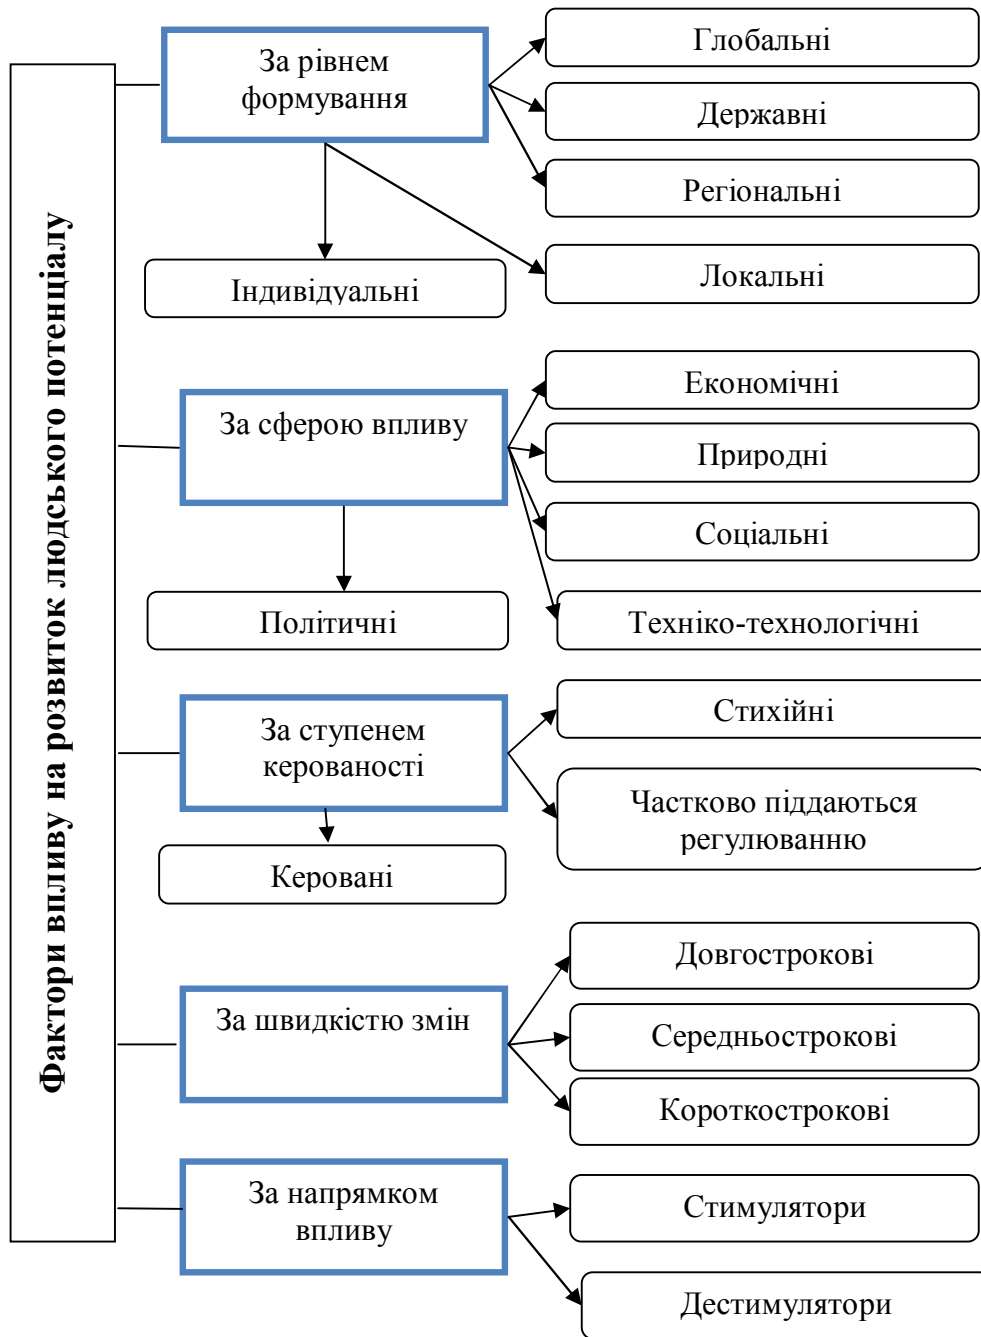 Фактори впливу на розвиток людського потенціалу
За рівнем
формування
Глобальні
Державні
Регіональні
Локальні
Індивідуальні
За сферою впливу
Економічні
Природні
Соціальні
Техніко-технологічні
Політичні
За ступенем
керованості
Стихійні
Частково піддаються
регулюванню
Керовані
За швидкістю змін
Довгострокові
Середньострокові
Короткострокові
За напрямком
впливу
Стимулятори
Дестимулятори